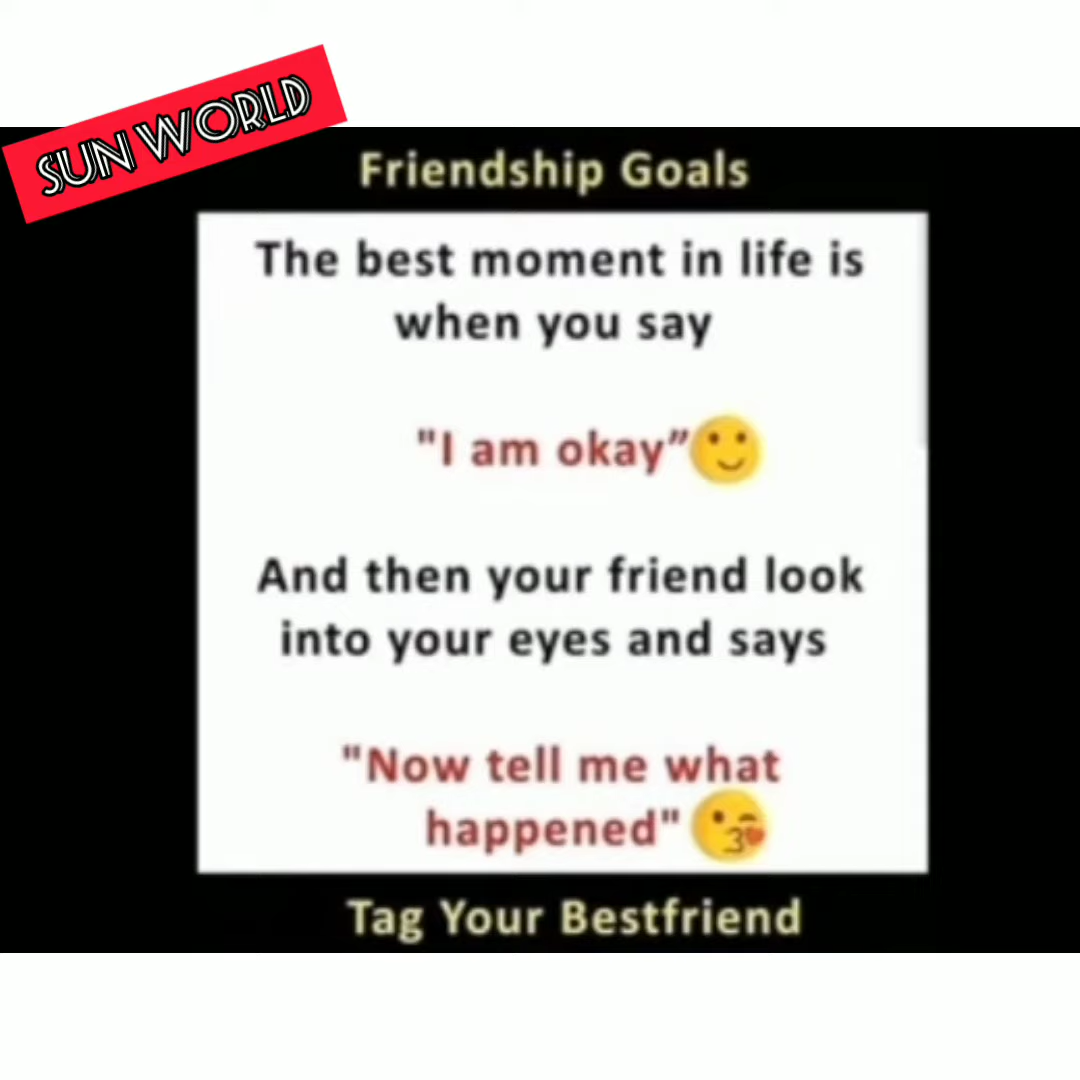 SUN WORLD
Friendship Goals
The best moment in life is
when you say
"I am okay”🙂
And then your friend look
into your eyes and says
"Now tell me what
happened" 😘
Tag Your Bestfriend